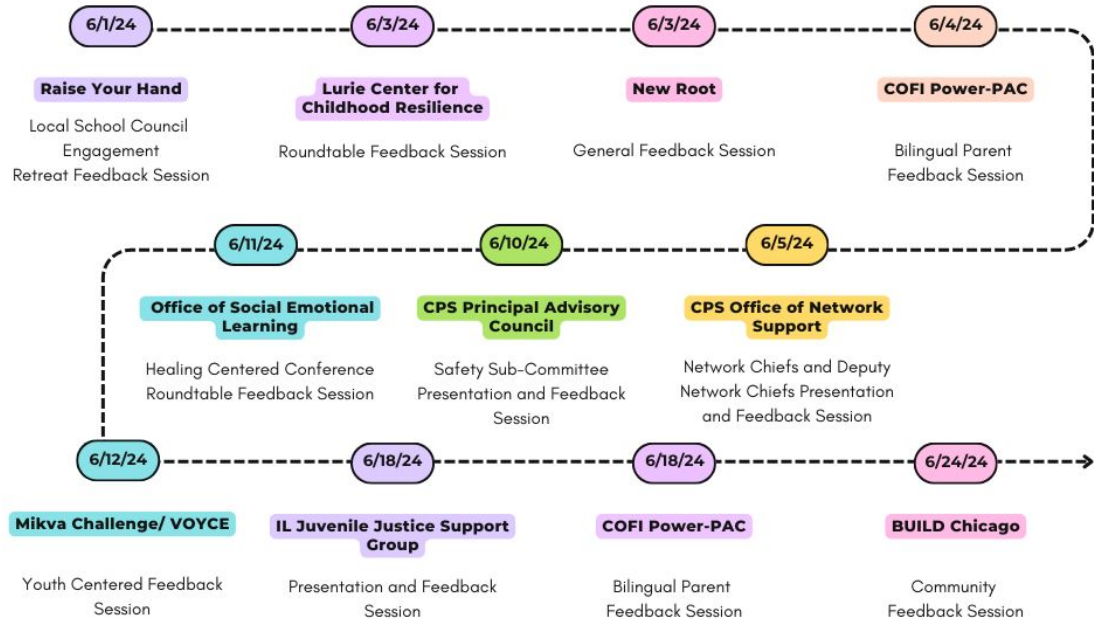 6/1/24
Raise Your Hand
Local School Council
Engagement
Retreat Feedback Session
6/3/24
Lurie Center for
Childhood Resilience
Roundtable Feedback Session
6/3/24
New Root
General Feedback Session
6/4/24
COFI Power-PAC
Bilingual Parent
Feedback Session
6/5/24
CPS Office of Network
Support
Network Chiefs and Deputy
Network Chiefs Presentation
and Feedback Session
6/10/24
CPS Principal Advisory
Council
Safety Sub-Committee
Presentation and Feedback
Session
6/11/24
Office of Social Emotional
Learning
Healing Centered Conference
Roundtable Feedback Session
6/12/24
Mikva Challenge/ VOYCE
Youth Centered Feedback
Session
6/18/24
IL Juvenile Justice Support
Group
Presentation and Feedback
Session
6/18/24
COFI Power-PAC
Bilingual Parent
Feedback Session
6/24/24
BUILD Chicago
Community
Feedback Session